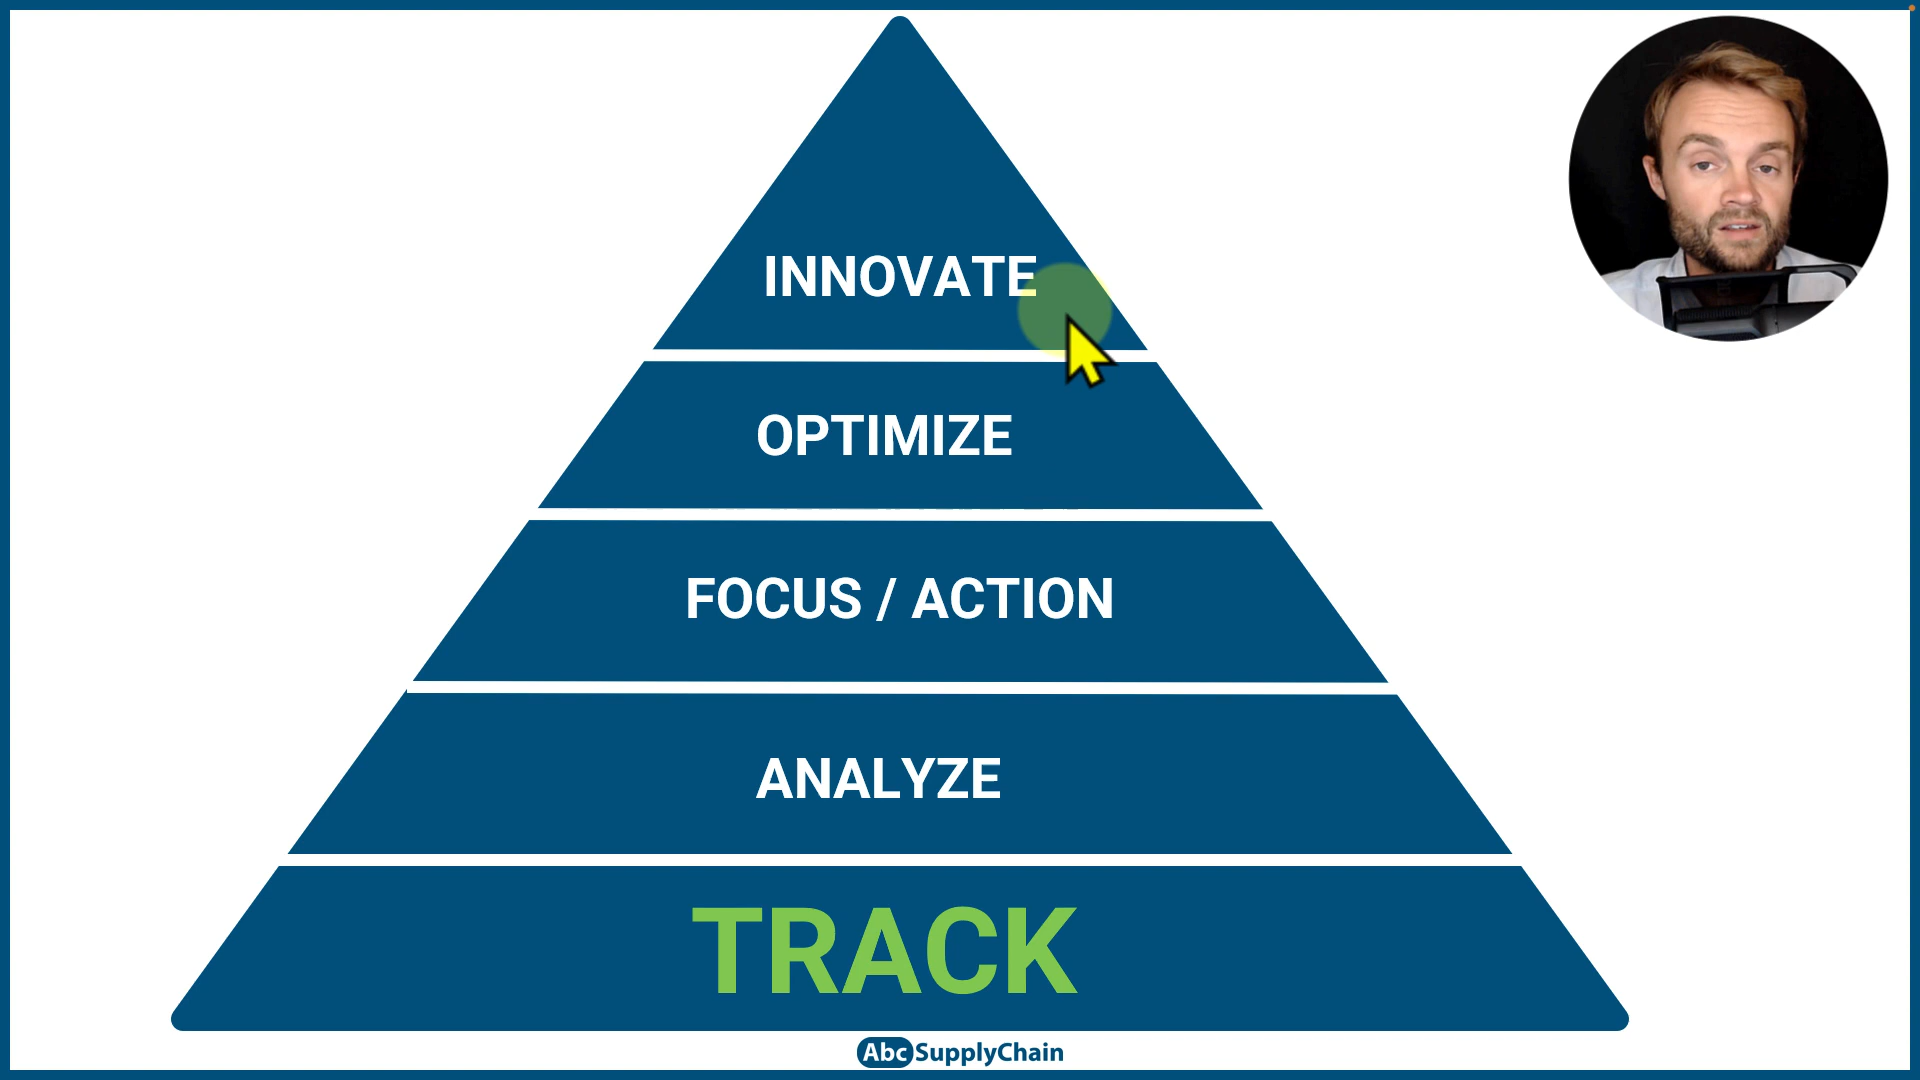 INNOVATE
OPTIMIZE
FOCUS / ACTION
ANALYZE
TRACK
AbcSupplyChain